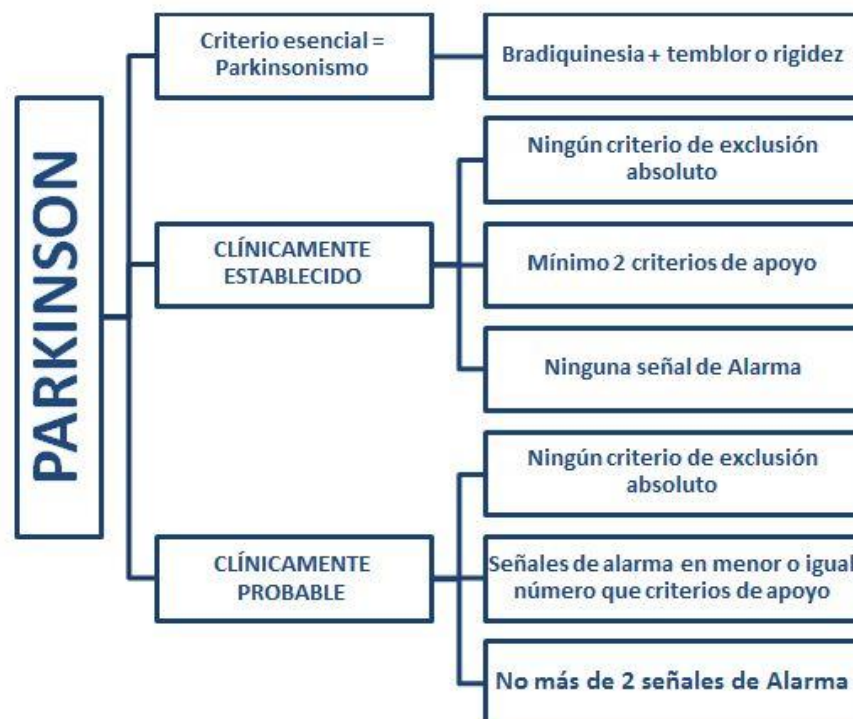 PARKINSON
Criterio esencial =
Parkinsonismo
Bradiquinesia + temblor o rigidez
CLÍNICAMENTE
ESTABLECIDO
Ningún criterio de exclusión
absoluto
Mínimo 2 criterios de apoyo
Ninguna señal de Alarma
CLÍNICAMENTE
PROBABLE
Ningún criterio de exclusión
absoluto
Señales de alarma en menor o igual
número que criterios de apoyo
No más de 2 señales de Alarma